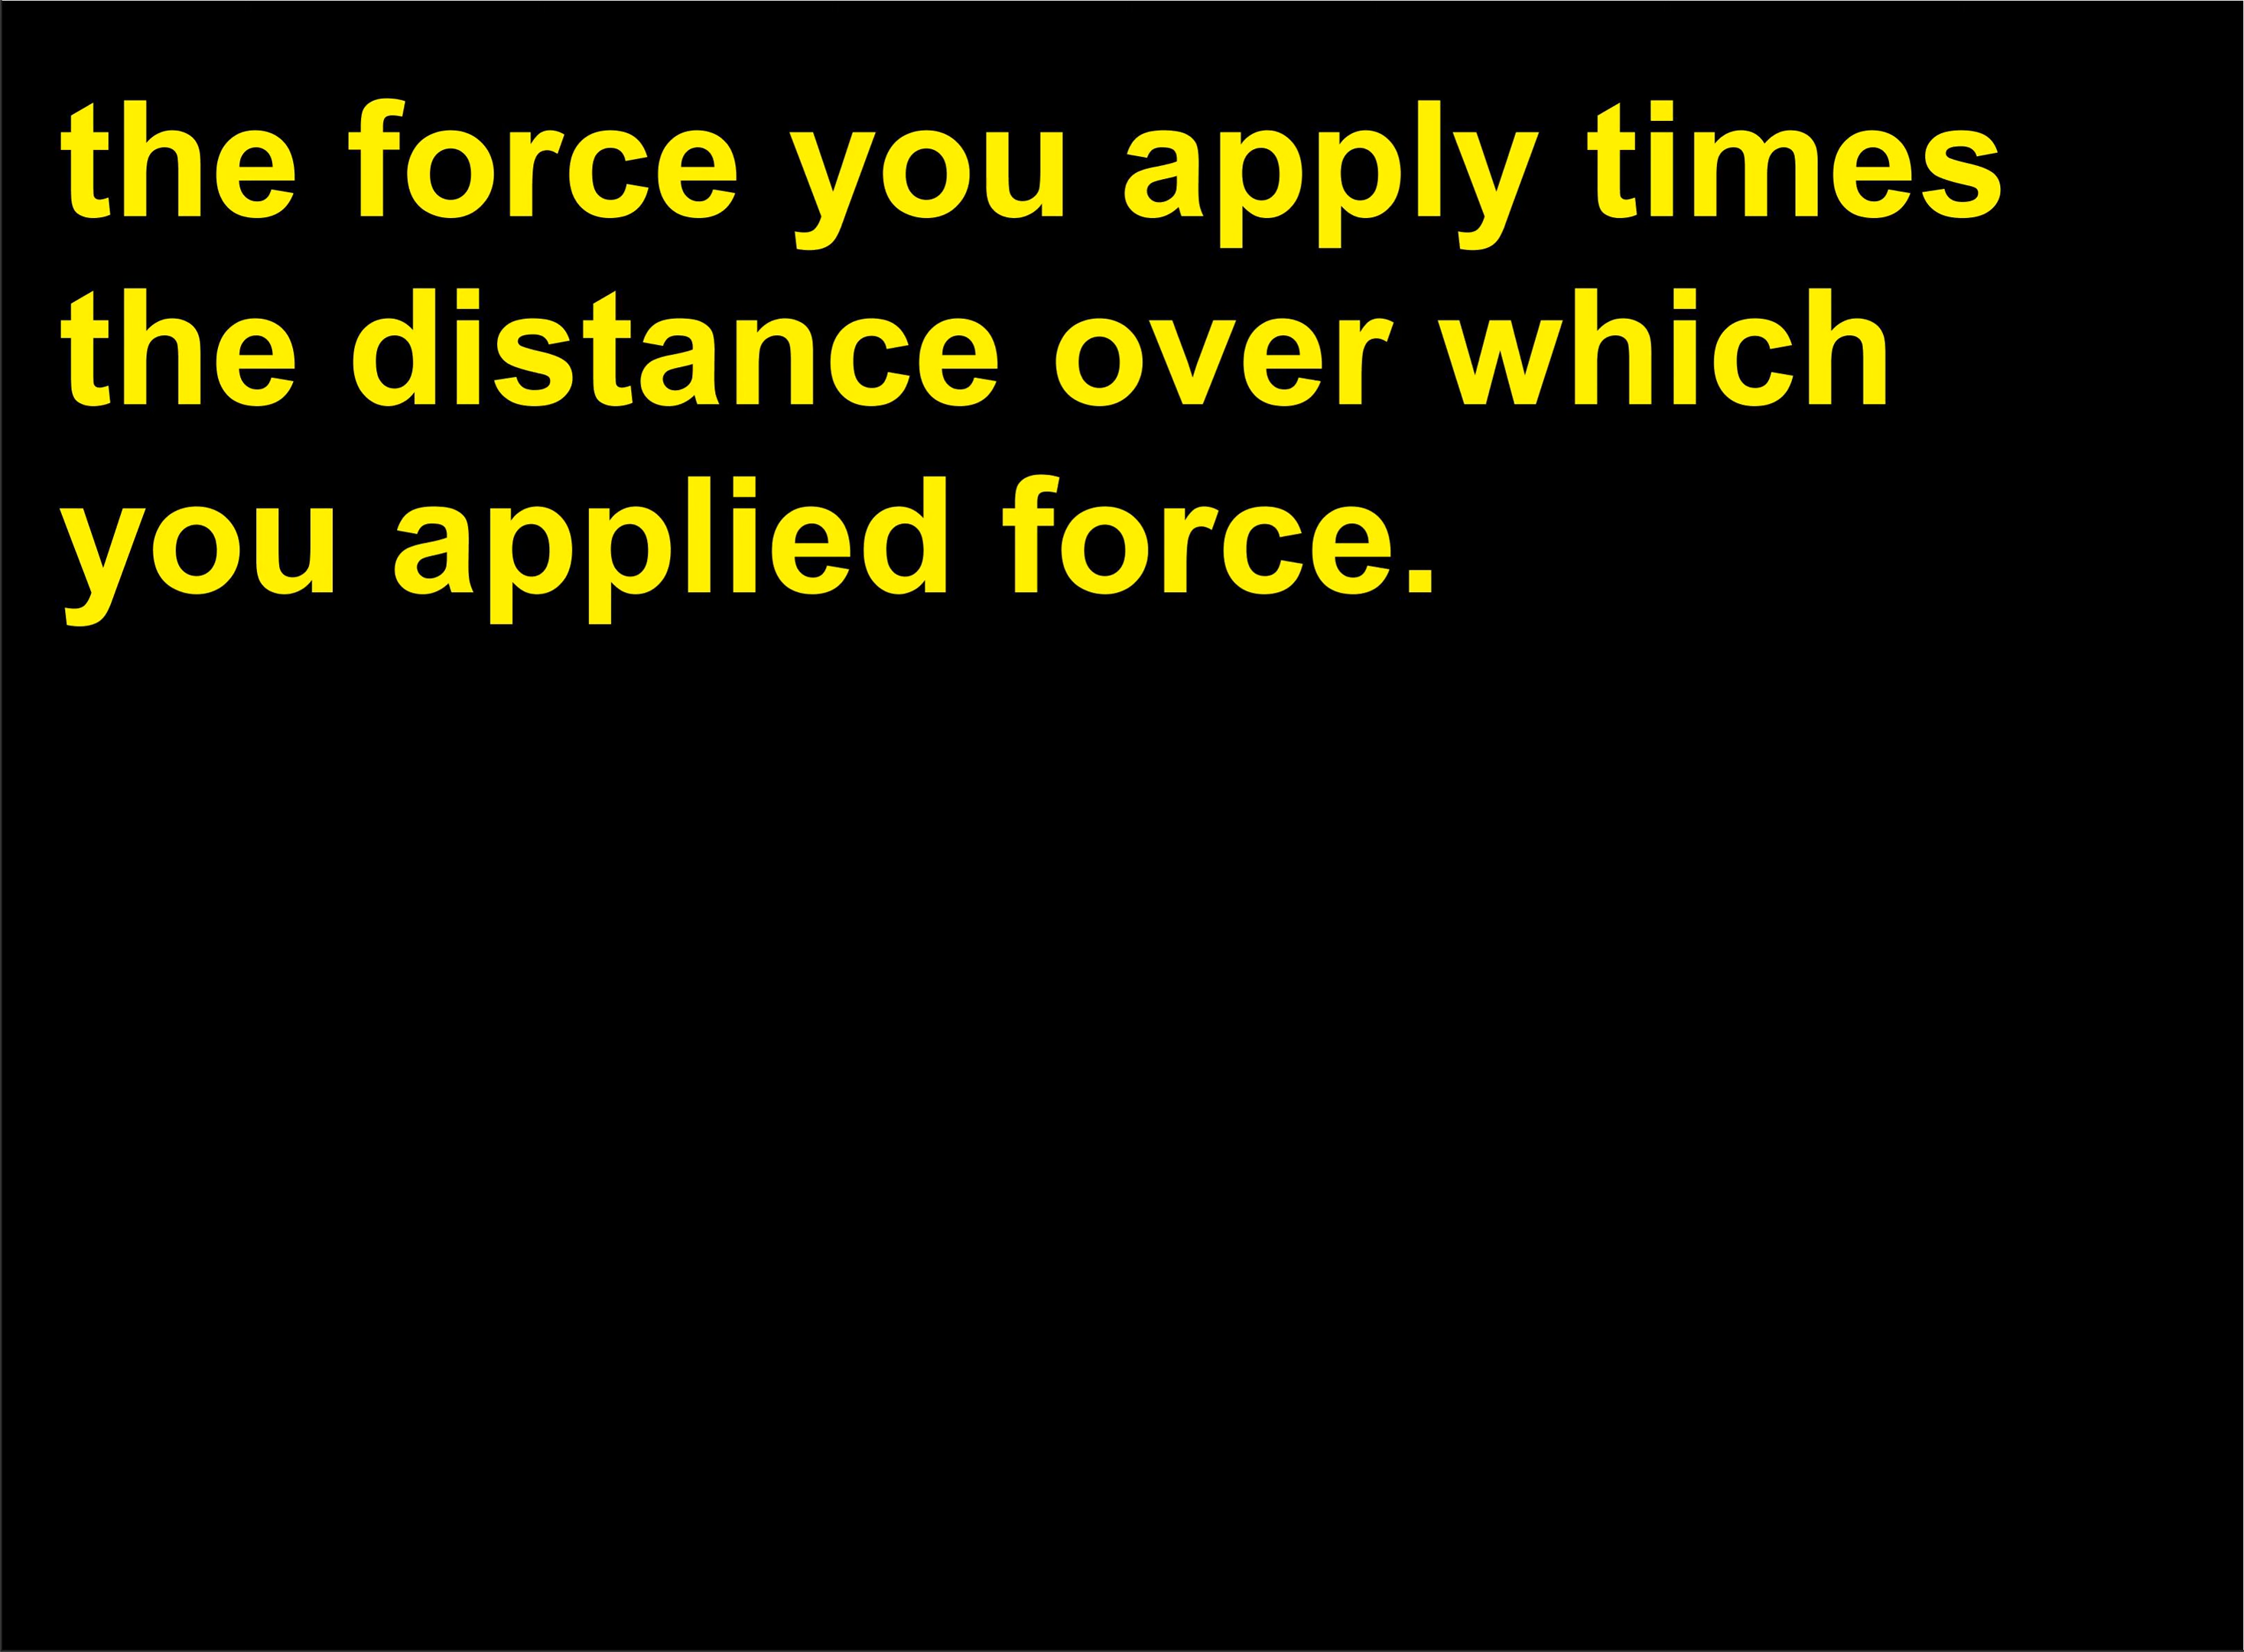 the force you apply times
the distance over which
you applied force.